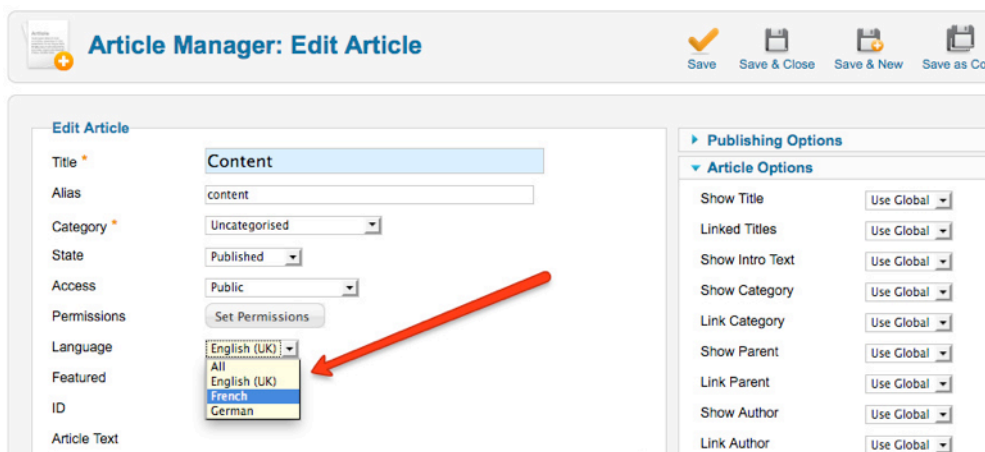 Article Manager: Edit Article
Save
Save & Close
Save & New
Save as Co
Edit Article
Title *
Content
Alias
content
Category *
Uncategorised
State
Published
Access
Public
Permissions
Set Permissions
Language
English (UK)
All
English (UK)
French
German
Featured
ID
Article Text
Publishing Options
Article Options
Show Title
Use Global
Linked Titles
Use Global
Show Intro Text
Use Global
Show Category
Use Global
Link Category
Use Global
Show Parent
Use Global
Link Parent
Use Global
Show Author
Use Global
Link Author
Use Global